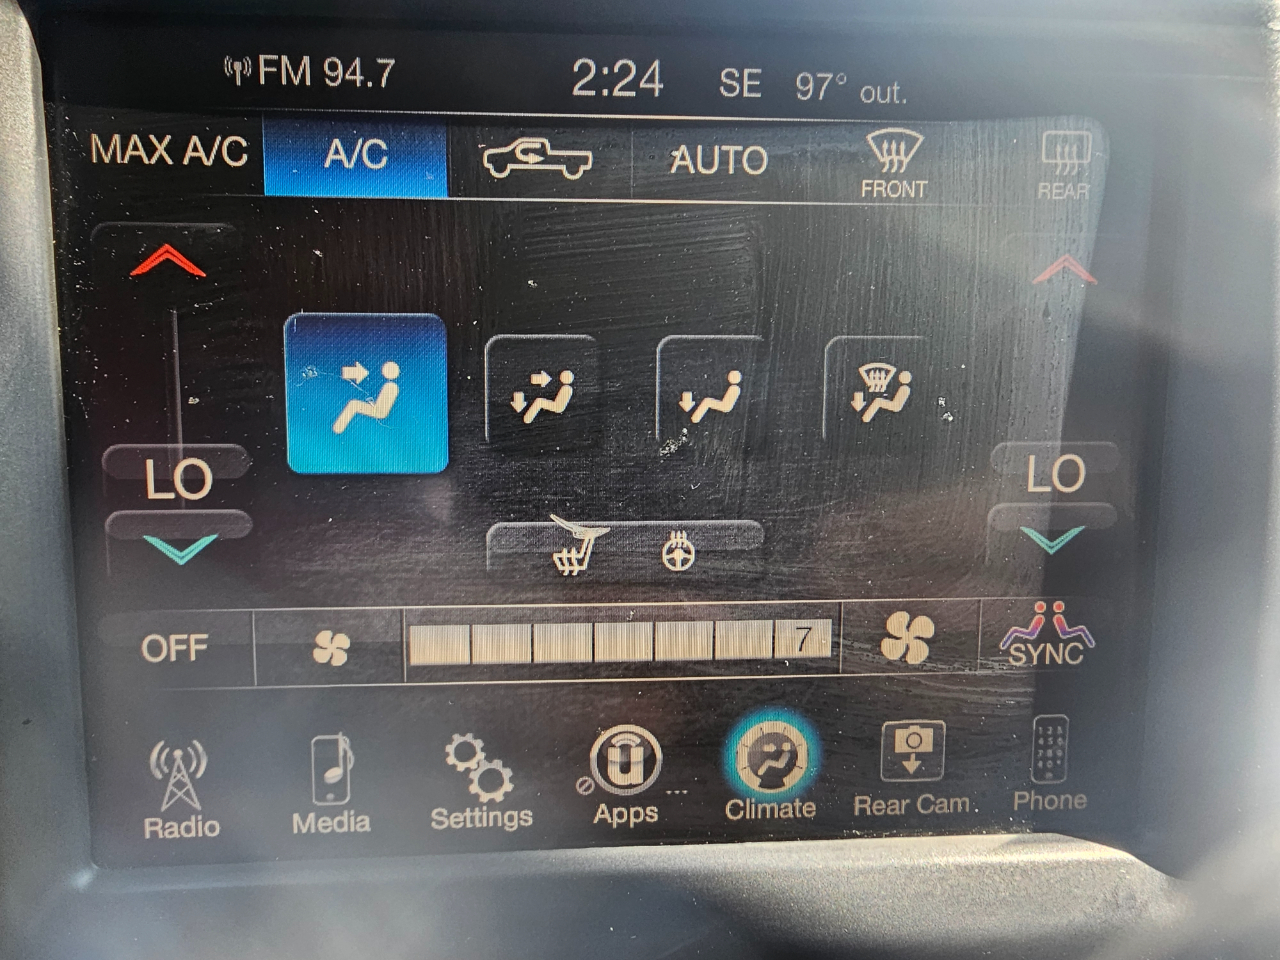 FM 94.7 2:24 SE 97° out.
MAX A/C A/C AUTO FRONT REAR
LO LO
OFF 7 SYNC
Radio Media Settings Apps ... Climate Rear Cam Phone